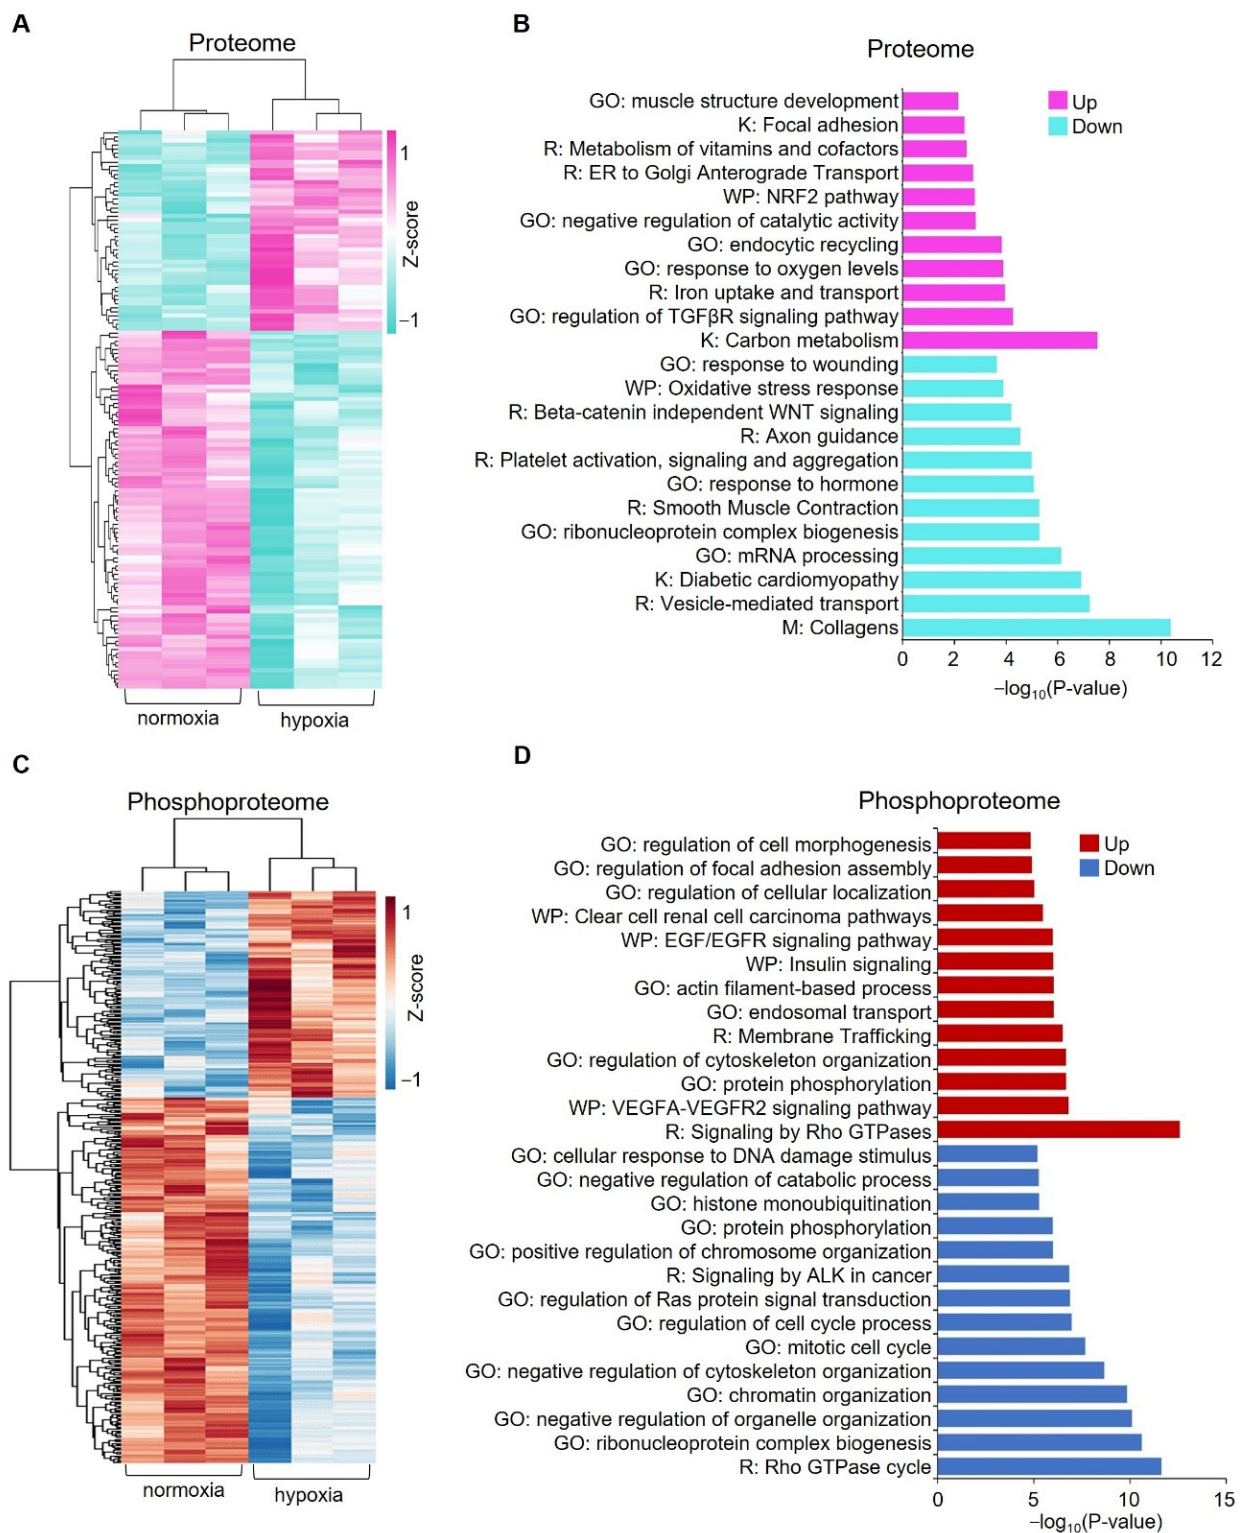 A
Proteome
1
Z-score
−1
normoxia
hypoxia
B
Proteome
Up
Down
GO: muscle structure development
K: Focal adhesion
R: Metabolism of vitamins and cofactors
R: ER to Golgi Anterograde Transport
WP: NRF2 pathway
GO: negative regulation of catalytic activity
GO: endocytic recycling
GO: response to oxygen levels
R: Iron uptake and transport
GO: regulation of TGFβR signaling pathway
K: Carbon metabolism
GO: response to wounding
WP: Oxidative stress response
R: Beta-catenin independent WNT signaling
R: Axon guidance
R: Platelet activation, signaling and aggregation
GO: response to hormone
R: Smooth Muscle Contraction
GO: ribonucleoprotein complex biogenesis
GO: mRNA processing
K: Diabetic cardiomyopathy
R: Vesicle-mediated transport
M: Collagens
0 2 4 6 8 10 12
−log₁₀(P-value)
C
Phosphoproteome
1
Z-score
−1
normoxia
hypoxia
D
Phosphoproteome
Up
Down
GO: regulation of cell morphogenesis
GO: regulation of focal adhesion assembly
GO: regulation of cellular localization
WP: Clear cell renal cell carcinoma pathways
WP: EGF/EGFR signaling pathway
WP: Insulin signaling
GO: actin filament-based process
GO: endosomal transport
R: Membrane Trafficking
GO: regulation of cytoskeleton organization
GO: protein phosphorylation
WP: VEGFA-VEGFR2 signaling pathway
R: Signaling by Rho GTPases
GO: cellular response to DNA damage stimulus
GO: negative regulation of catabolic process
GO: histone monoubiquitination
GO: protein phosphorylation
GO: positive regulation of chromosome organization
R: Signaling by ALK in cancer
GO: regulation of Ras protein signal transduction
GO: regulation of cell cycle process
GO: mitotic cell cycle
GO: negative regulation of cytoskeleton organization
GO: chromatin organization
GO: negative regulation of organelle organization
GO: ribonucleoprotein complex biogenesis
R: Rho GTPase cycle
0 5 10 15
−log₁₀(P-value)